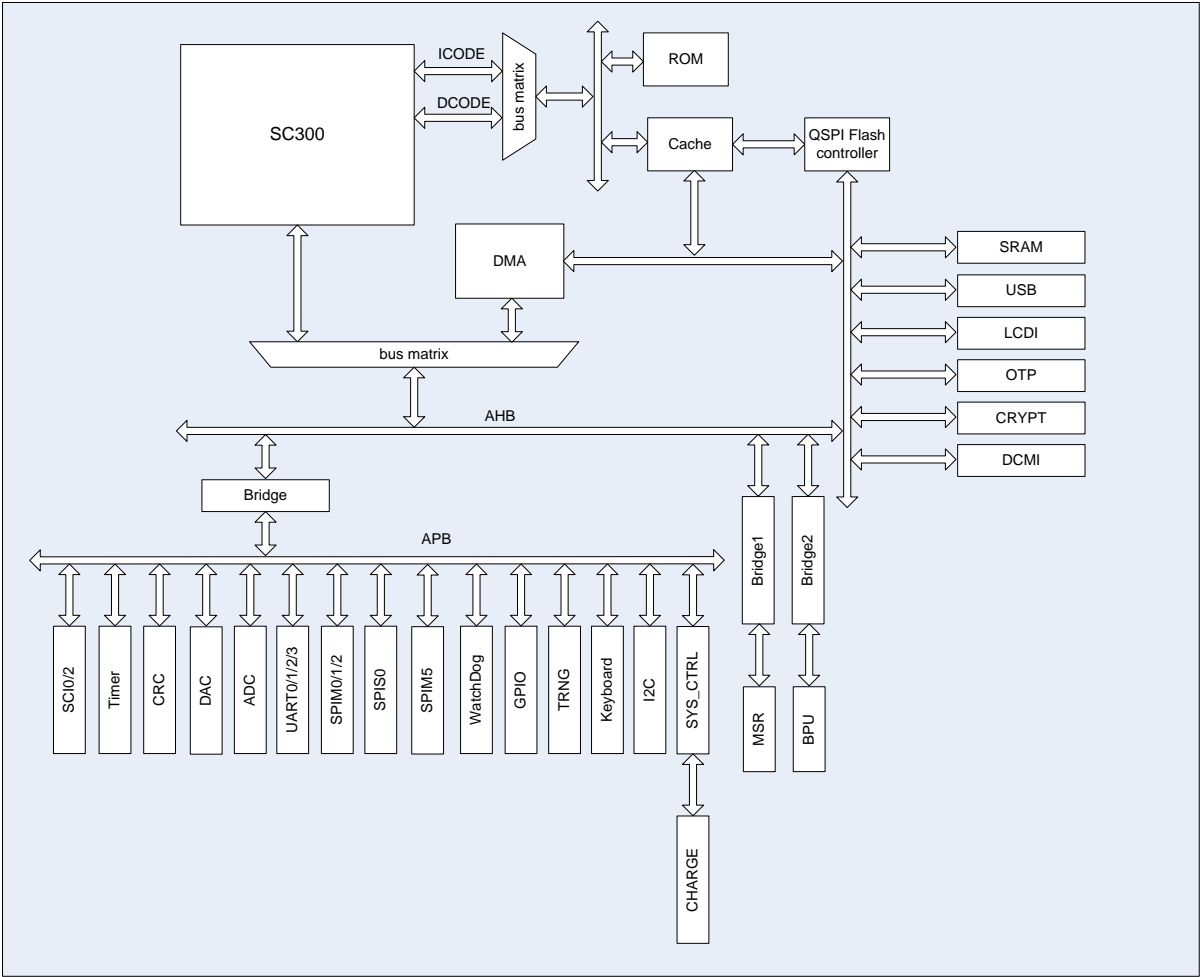 ICODE
DCODE
SC300
bus matrix
ROM
Cache
QSPI Flash
controller
DMA
SRAM
USB
LCDI
OTP
CRYPT
DCMI
bus matrix
AHB
Bridge
Bridge1
Bridge2
APB
SCI0/2
Timer
CRC
DAC
ADC
UART0/1/2/3
SPIM0/1/2
SPIS0
SPIM5
WatchDog
GPIO
TRNG
Keyboard
I2C
SYS_CTRL
MSR
BPU
CHARGE